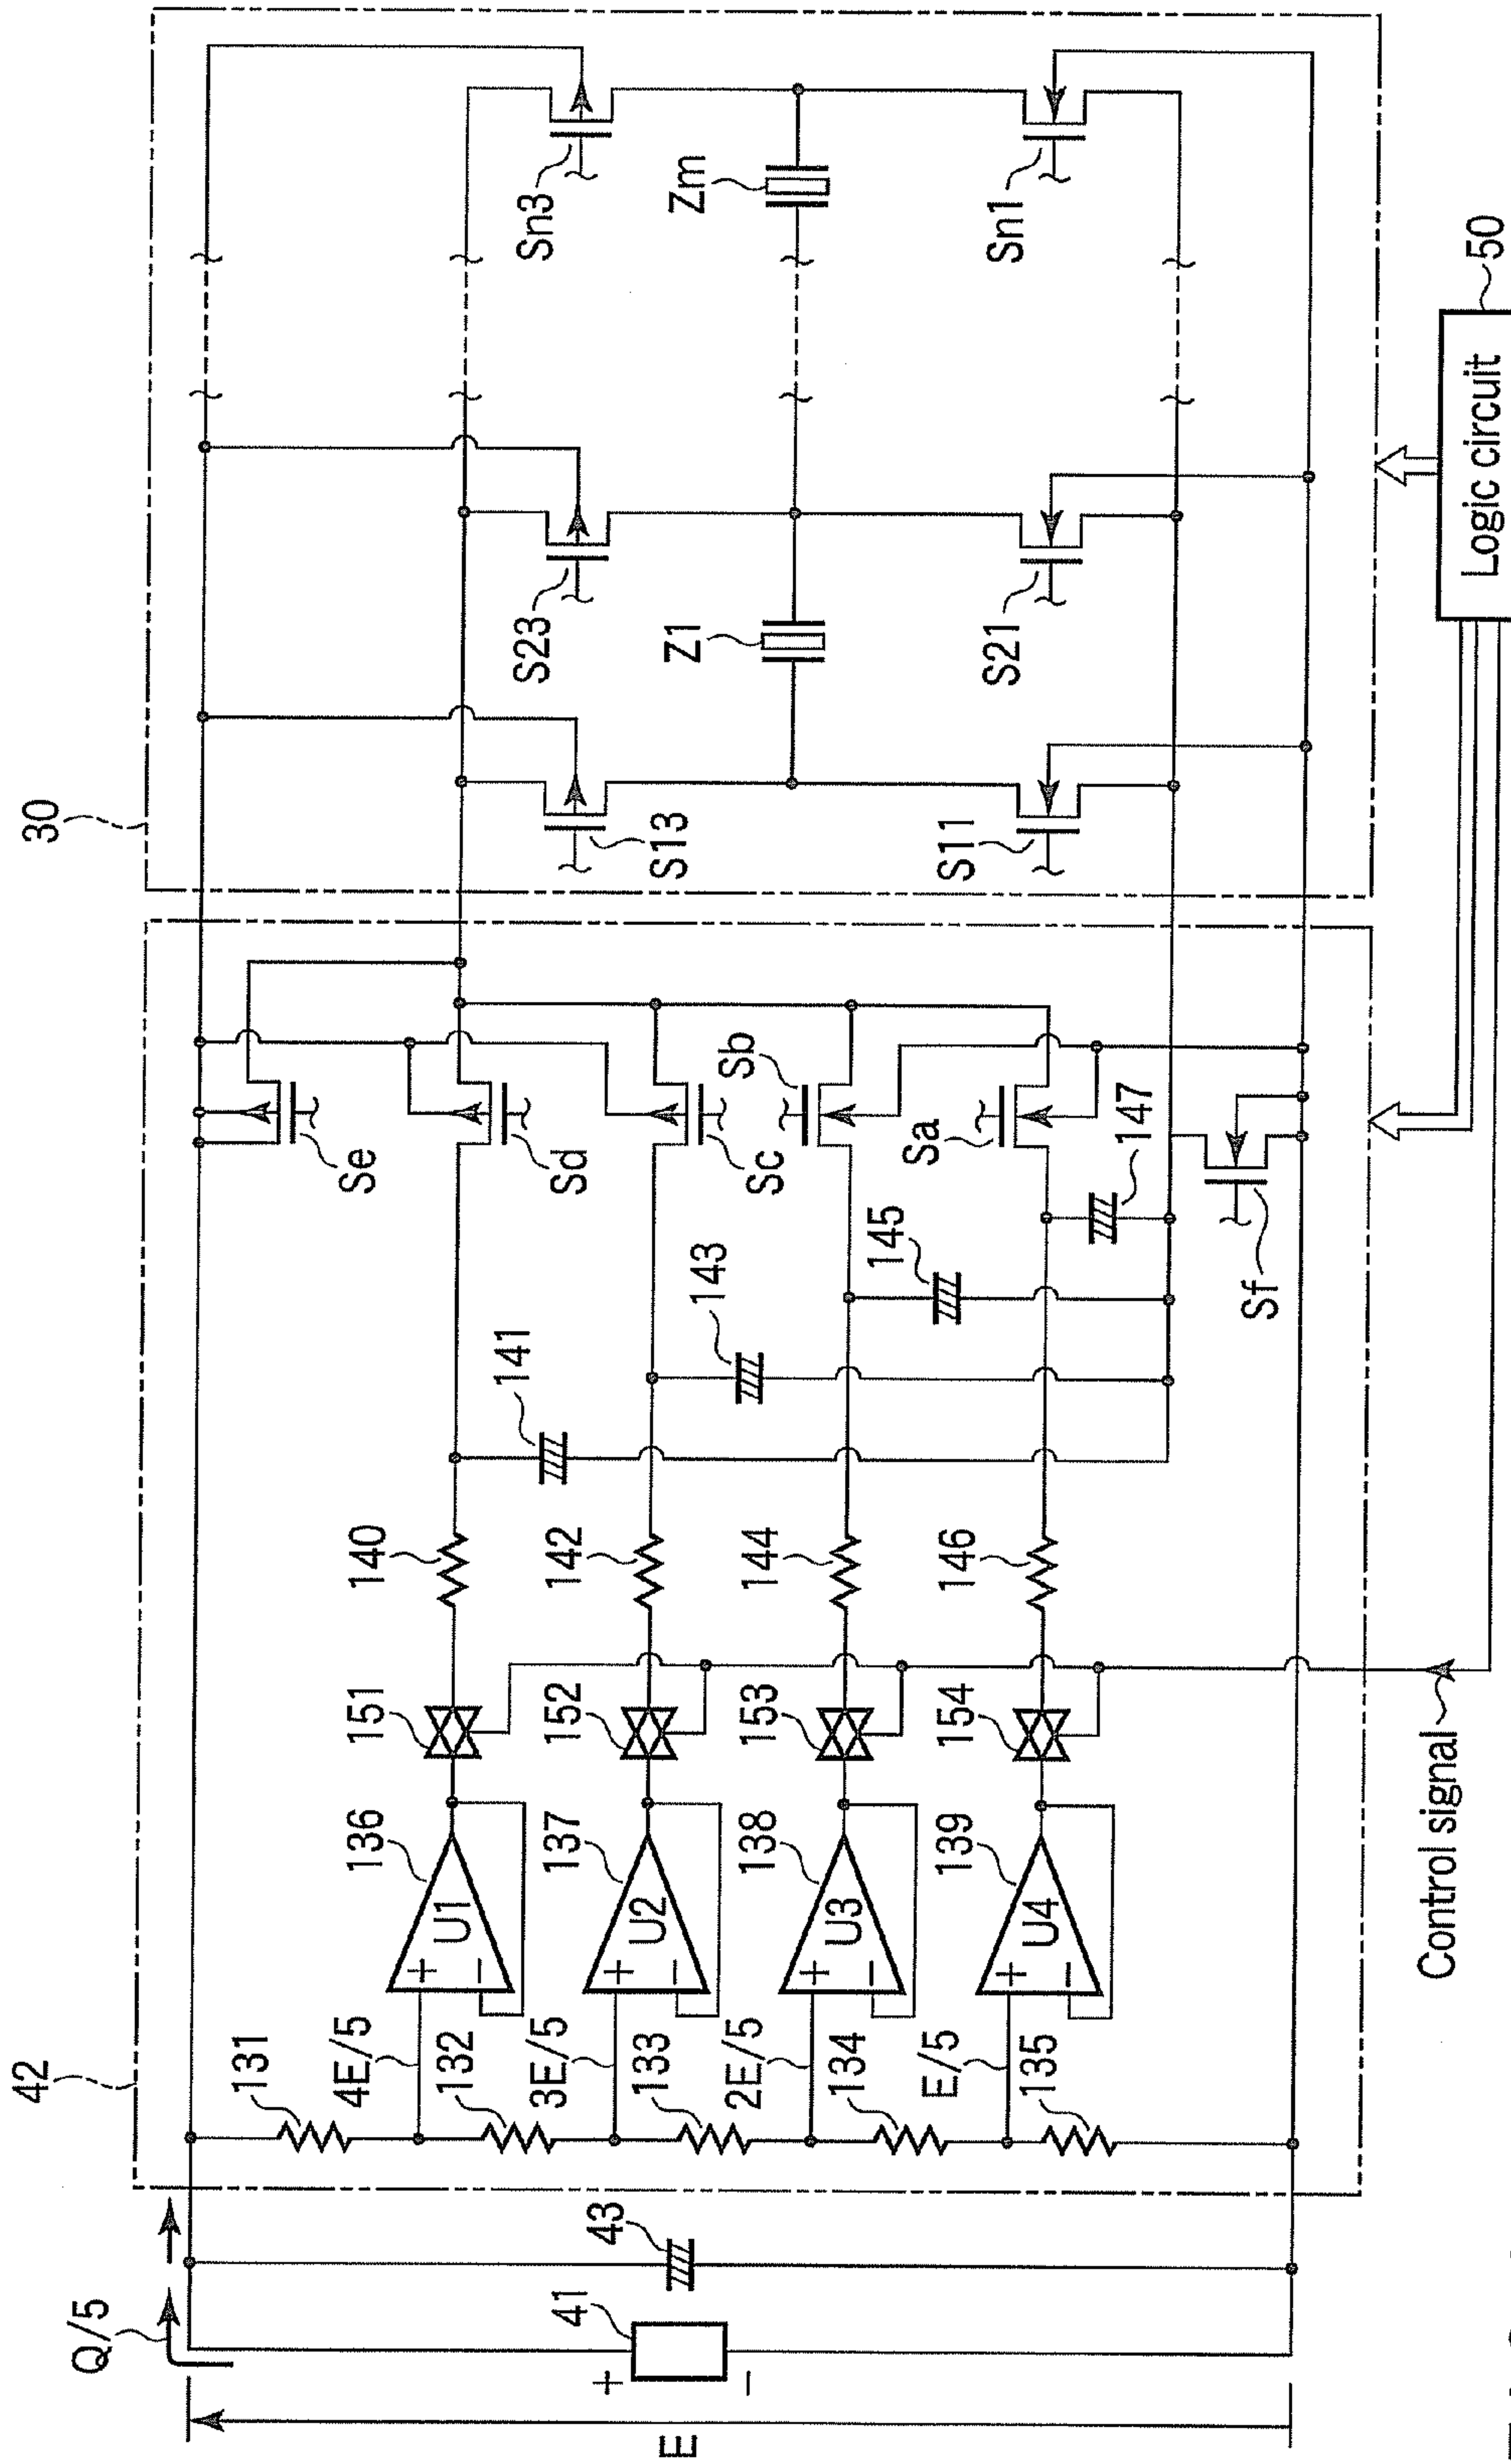 42
30
Q/5
E
+
41
−
43
131
4E/5
132
3E/5
133
2E/5
134
E/5
135
136
+
−
U1
137
+
−
U2
138
+
−
U3
139
+
−
U4
151
152
153
154
140
142
144
146
141
143
145
147
Se
Sd
Sc
Sb
Sa
Sf
S13
S11
S23
S21
Z1
Sn3
Sn1
Zm
Control signal
Logic circuit
50